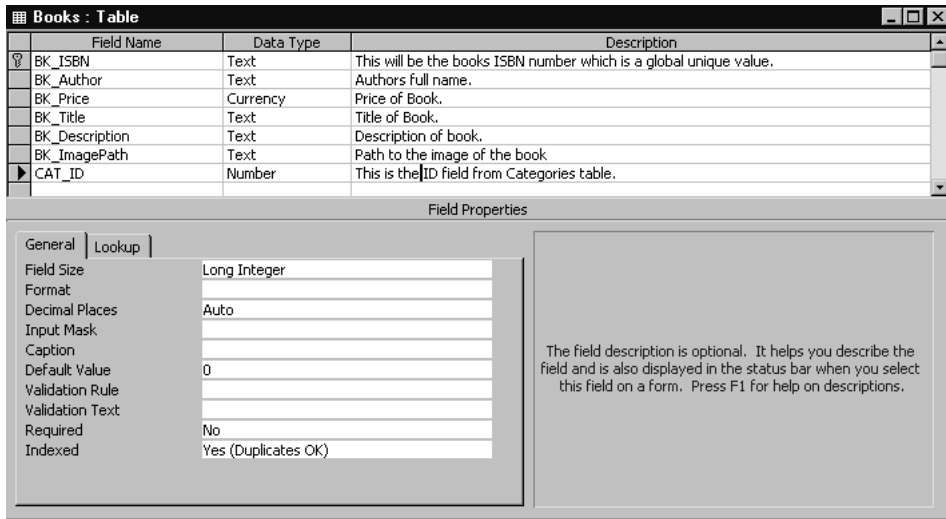 Books : Table
Field Name Data Type Description
BK_ISBN Text This will be the books ISBN number which is a global unique value.
BK_Author Text Authors full name.
BK_Price Currency Price of Book.
BK_Title Text Title of Book.
BK_Description Text Description of book.
BK_ImagePath Text Path to the image of the book
CAT_ID Number This is the ID field from Categories table.
Field Properties
General Lookup
Field Size Long Integer
Format
Decimal Places Auto
Input Mask
Caption
Default Value 0
Validation Rule
Validation Text
Required No
Indexed Yes (Duplicates OK)
The field description is optional. It helps you describe the
field and is also displayed in the status bar when you select
this field on a form. Press F1 for help on descriptions.